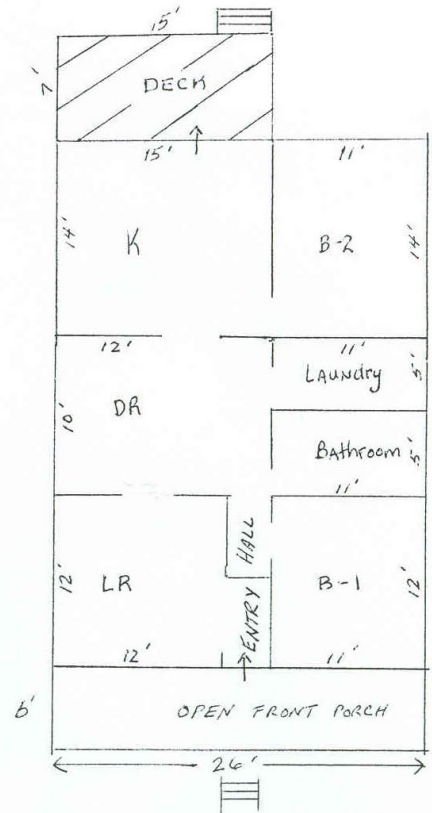 15'
7'
DECK
15' 11'
14' K B-2 14'
12' 11'
LAUNDRY 5'
10' DR
Bathroom 5'
11'
HALL
12' LR ENTRY B-1 12'
12' 11'
6' OPEN FRONT PORCH
26'